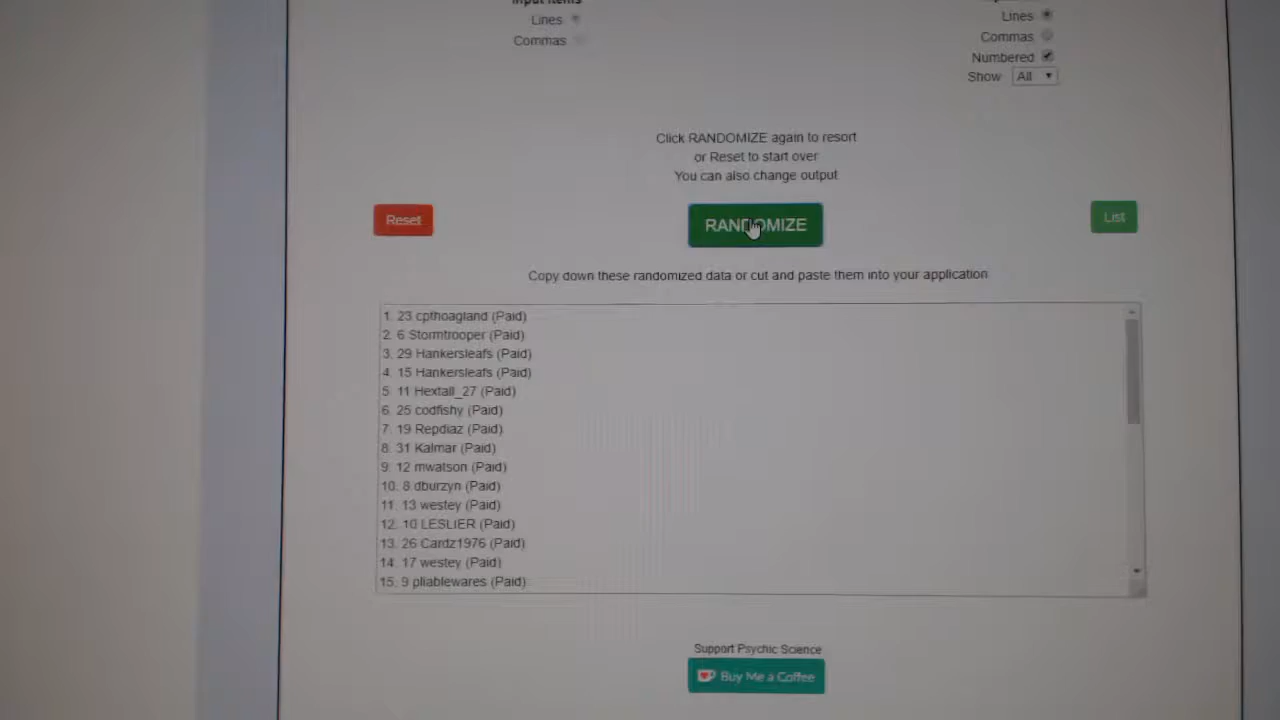 Input Items
Lines
Commas
Lines
Commas
Numbered
Show All
Click RANDOMIZE again to resort
or Reset to start over
You can also change output
Reset
RANDOMIZE
List
Copy down these randomized data or cut and paste them into your application
1. 23 cpthoagland (Paid)
2. 6 Stormtrooper (Paid)
3. 29 Hankersleafs (Paid)
4. 15 Hankersleafs (Paid)
5. 11 Hextall_27 (Paid)
6. 25 codfishy (Paid)
7. 19 Repdiaz (Paid)
8. 31 Kalmar (Paid)
9. 12 mwatson (Paid)
10. 8 dburzyn (Paid)
11. 13 westey (Paid)
12. 10 LESLIER (Paid)
13. 26 Cardz1976 (Paid)
14. 17 westey (Paid)
15. 9 pliablewares (Paid)
Support Psychic Science
Buy Me a Coffee